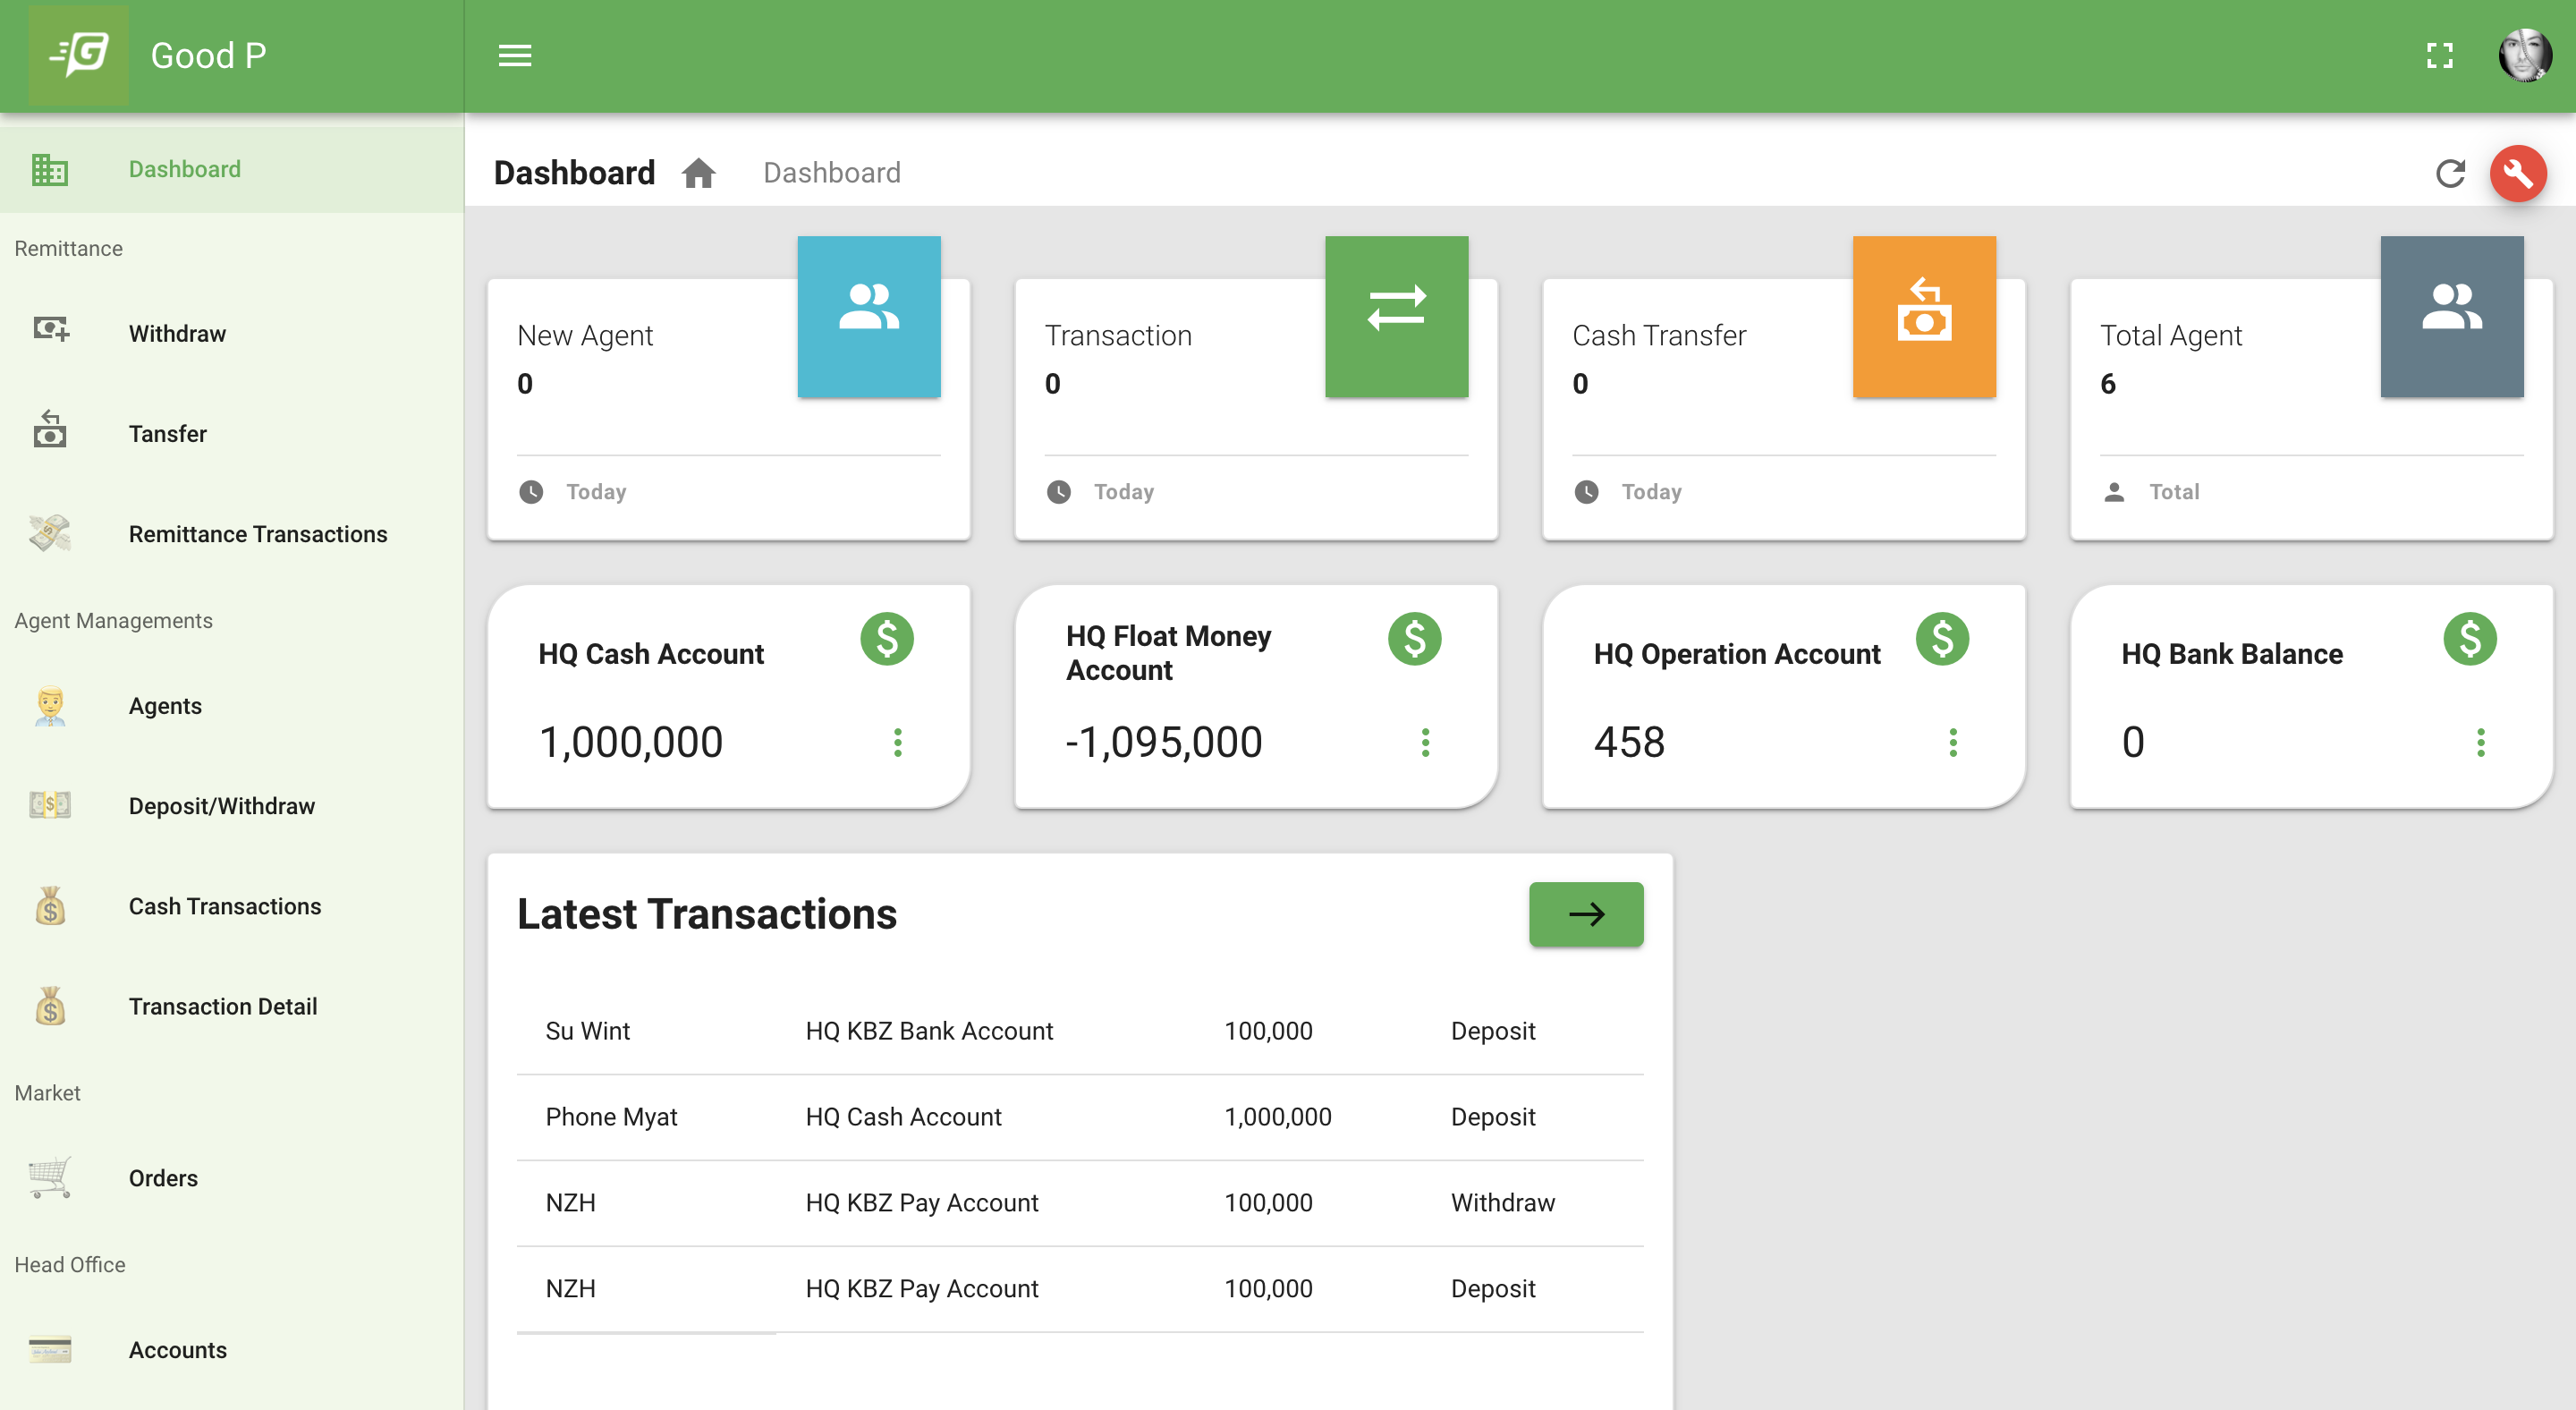 Good P
Dashboard
Remittance
Withdraw
Tansfer
Remittance Transactions
Agent Managements
Agents
Deposit/Withdraw
Cash Transactions
Transaction Detail
Market
Orders
Head Office
Accounts
Dashboard Dashboard
New Agent
0
Today
Transaction
0
Today
Cash Transfer
0
Today
Total Agent
6
Total
HQ Cash Account
1,000,000
HQ Float Money
Account
-1,095,000
HQ Operation Account
458
HQ Bank Balance
0
Latest Transactions
Su Wint HQ KBZ Bank Account 100,000 Deposit
Phone Myat HQ Cash Account 1,000,000 Deposit
NZH HQ KBZ Pay Account 100,000 Withdraw
NZH HQ KBZ Pay Account 100,000 Deposit